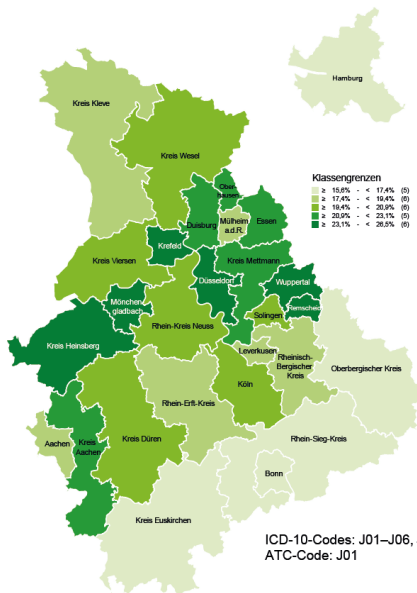 Hamburg
Kreis Kleve
Kreis Wesel
Klassengrenzen
≥ 15,6% - < 17,4% (5)
≥ 17,4% - < 19,4% (6)
≥ 19,4% - < 20,9% (6)
≥ 20,9% - < 23,1% (5)
≥ 23,1% - < 26,5% (6)
Ober-
hausen
Duisburg
Mülheim
a.d.R.
Essen
Krefeld
Kreis Viersen
Kreis Mettmann
Düsseldorf
Wuppertal
Mönchen-
gladbach
Remscheid
Solingen
Rhein-Kreis Neuss
Kreis Heinsberg
Leverkusen
Rheinisch-
Bergischer
Kreis
Oberbergischer Kreis
Köln
Rhein-Erft-Kreis
Aachen
Kreis
Aachen
Kreis Düren
Rhein-Sieg-Kreis
Bonn
Kreis Euskirchen
ICD-10-Codes: J01–J06,
ATC-Code: J01